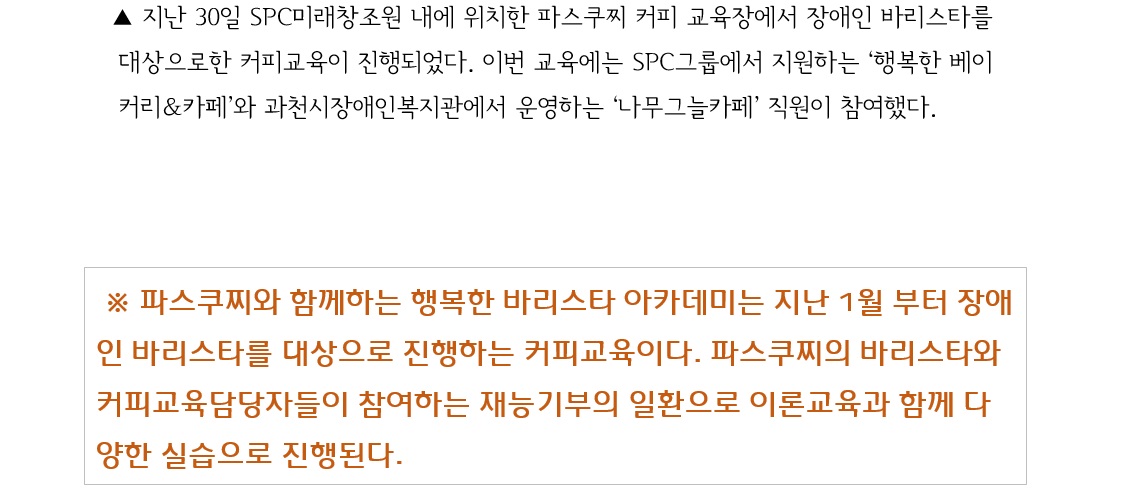 ▲ 지난 30일 SPC미래창조원 내에 위치한 파스쿠찌 커피 교육장에서 장애인 바리스타를
대상으로한 커피교육이 진행되었다. 이번 교육에는 SPC그룹에서 지원하는 ‘행복한 베이
커리&카페’와 과천시장애인복지관에서 운영하는 ‘나무그늘카페’ 직원이 참여했다.
※ 파스쿠찌와 함께하는 행복한 바리스타 아카데미는 지난 1월 부터 장애
인 바리스타를 대상으로 진행하는 커피교육이다. 파스쿠찌의 바리스타와
커피교육담당자들이 참여하는 재능기부의 일환으로 이론교육과 함께 다
양한 실습으로 진행된다.